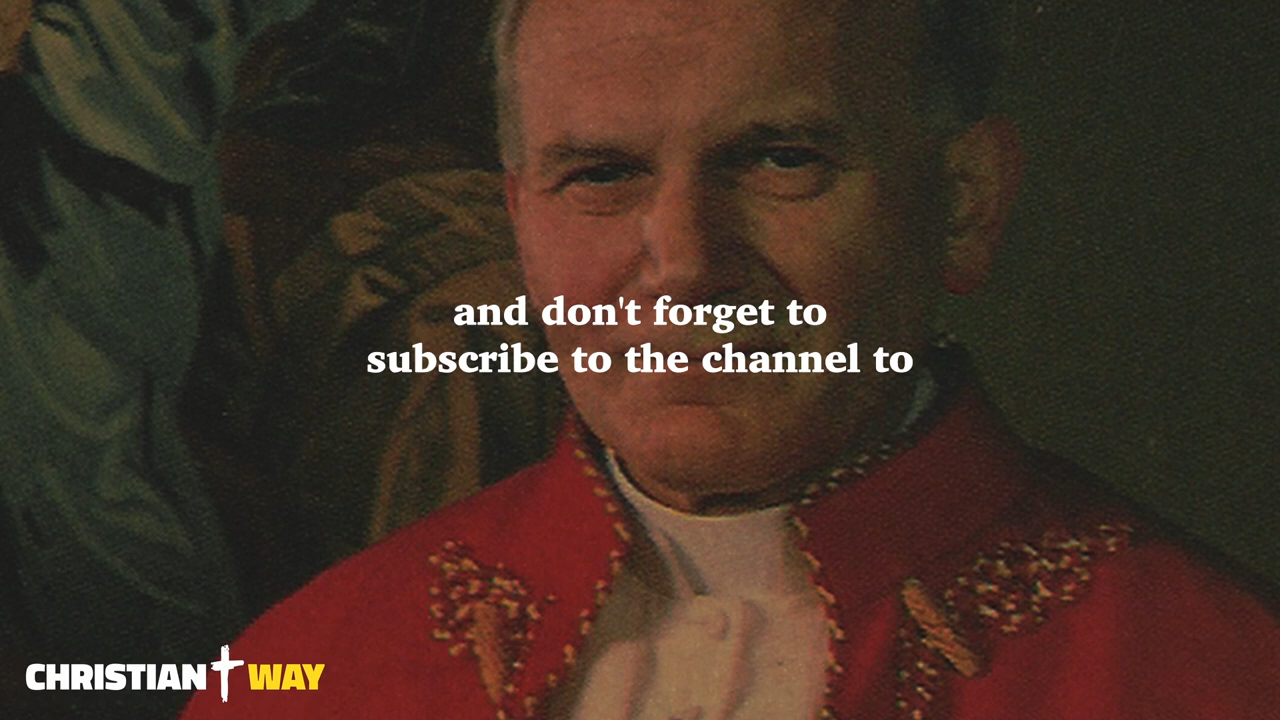 and don't forget to
subscribe to the channel to
CHRISTIAN WAY